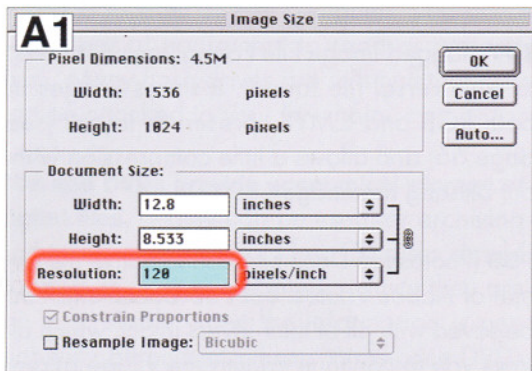 Image Size
A1
Pixel Dimensions: 4.5M
OK
Width: 1536 pixels
Cancel
Height: 1024 pixels
Auto...
Document Size:
Width: 12.8 inches
Height: 8.533 inches
Resolution: 120 pixels/inch
Constrain Proportions
Resample Image: Bicubic